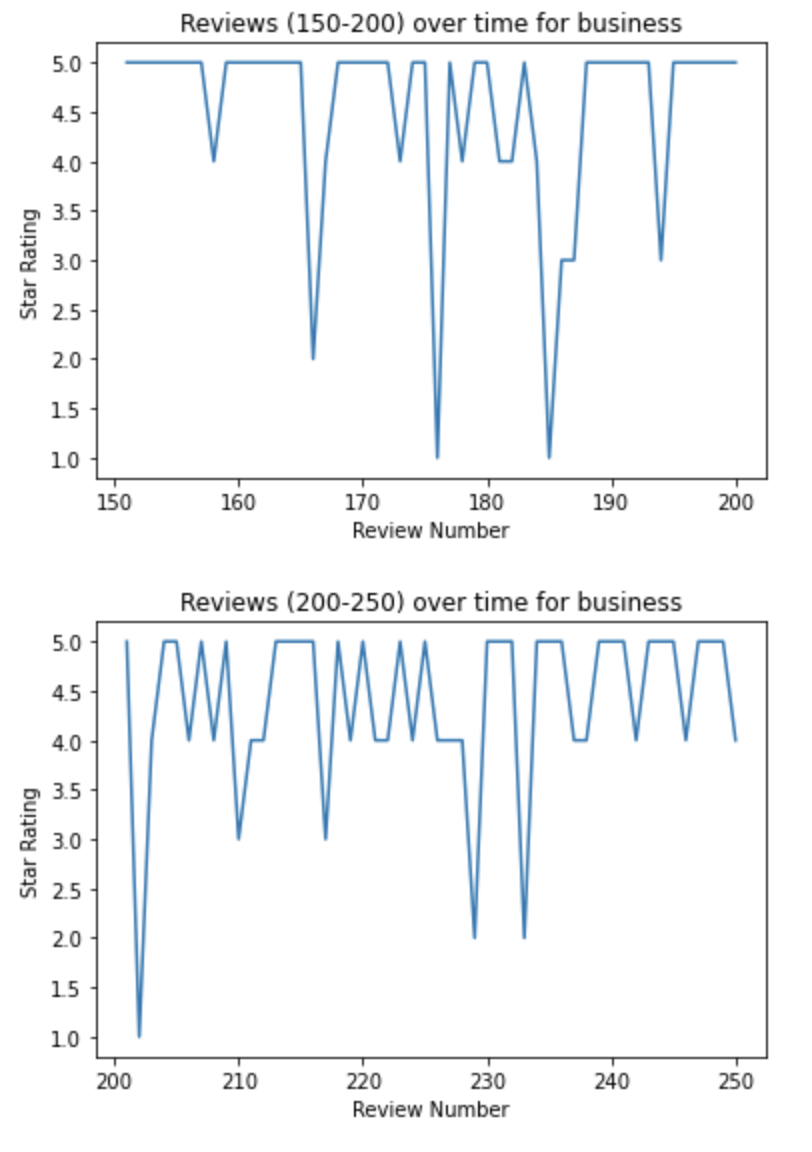 Reviews (150-200) over time for business
5.0
4.5
4.0
3.5
3.0
2.5
2.0
1.5
1.0
Star Rating
150 160 170 180 190 200
Review Number
Reviews (200-250) over time for business
5.0
4.5
4.0
3.5
3.0
2.5
2.0
1.5
1.0
Star Rating
200 210 220 230 240 250
Review Number